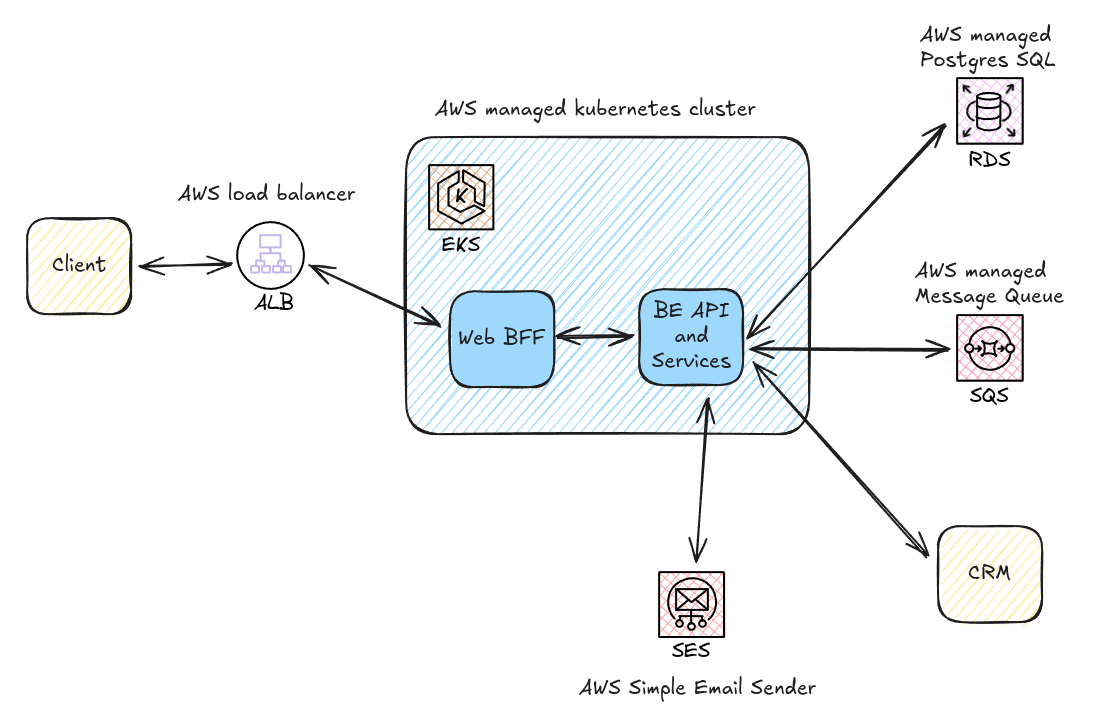 AWS managed
Postgres SQL
RDS
AWS managed kubernetes cluster
K
EKS
AWS load balancer
Client
ALB
Web BFF
BE API
and
Services
AWS managed
Message Queue
SQS
CRM
SES
AWS Simple Email Sender